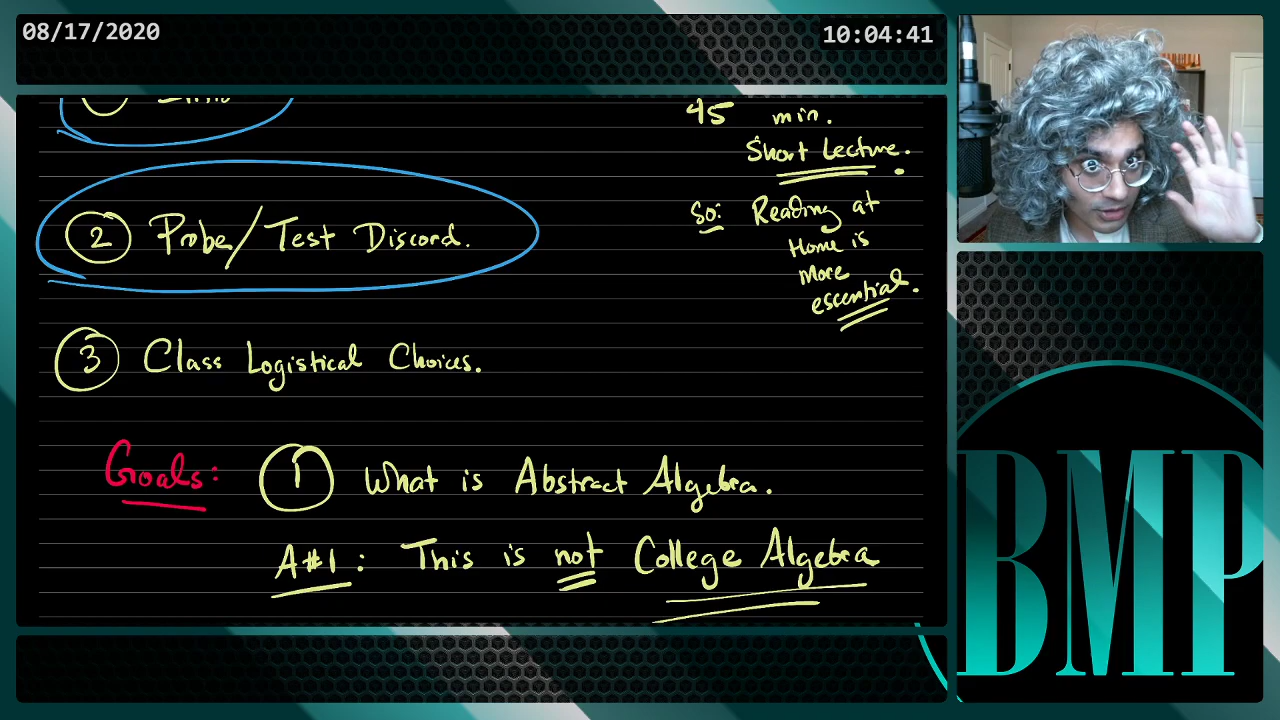 08/17/2020
10:04:41
45 min.
Short Lecture.
So: Reading at
Home is
more
essential.
2 Probe/Test Discord.
3 Class Logistical Choices.
Goals: 1 What is Abstract Algebra.
A#1: This is not College Algebra
BMP